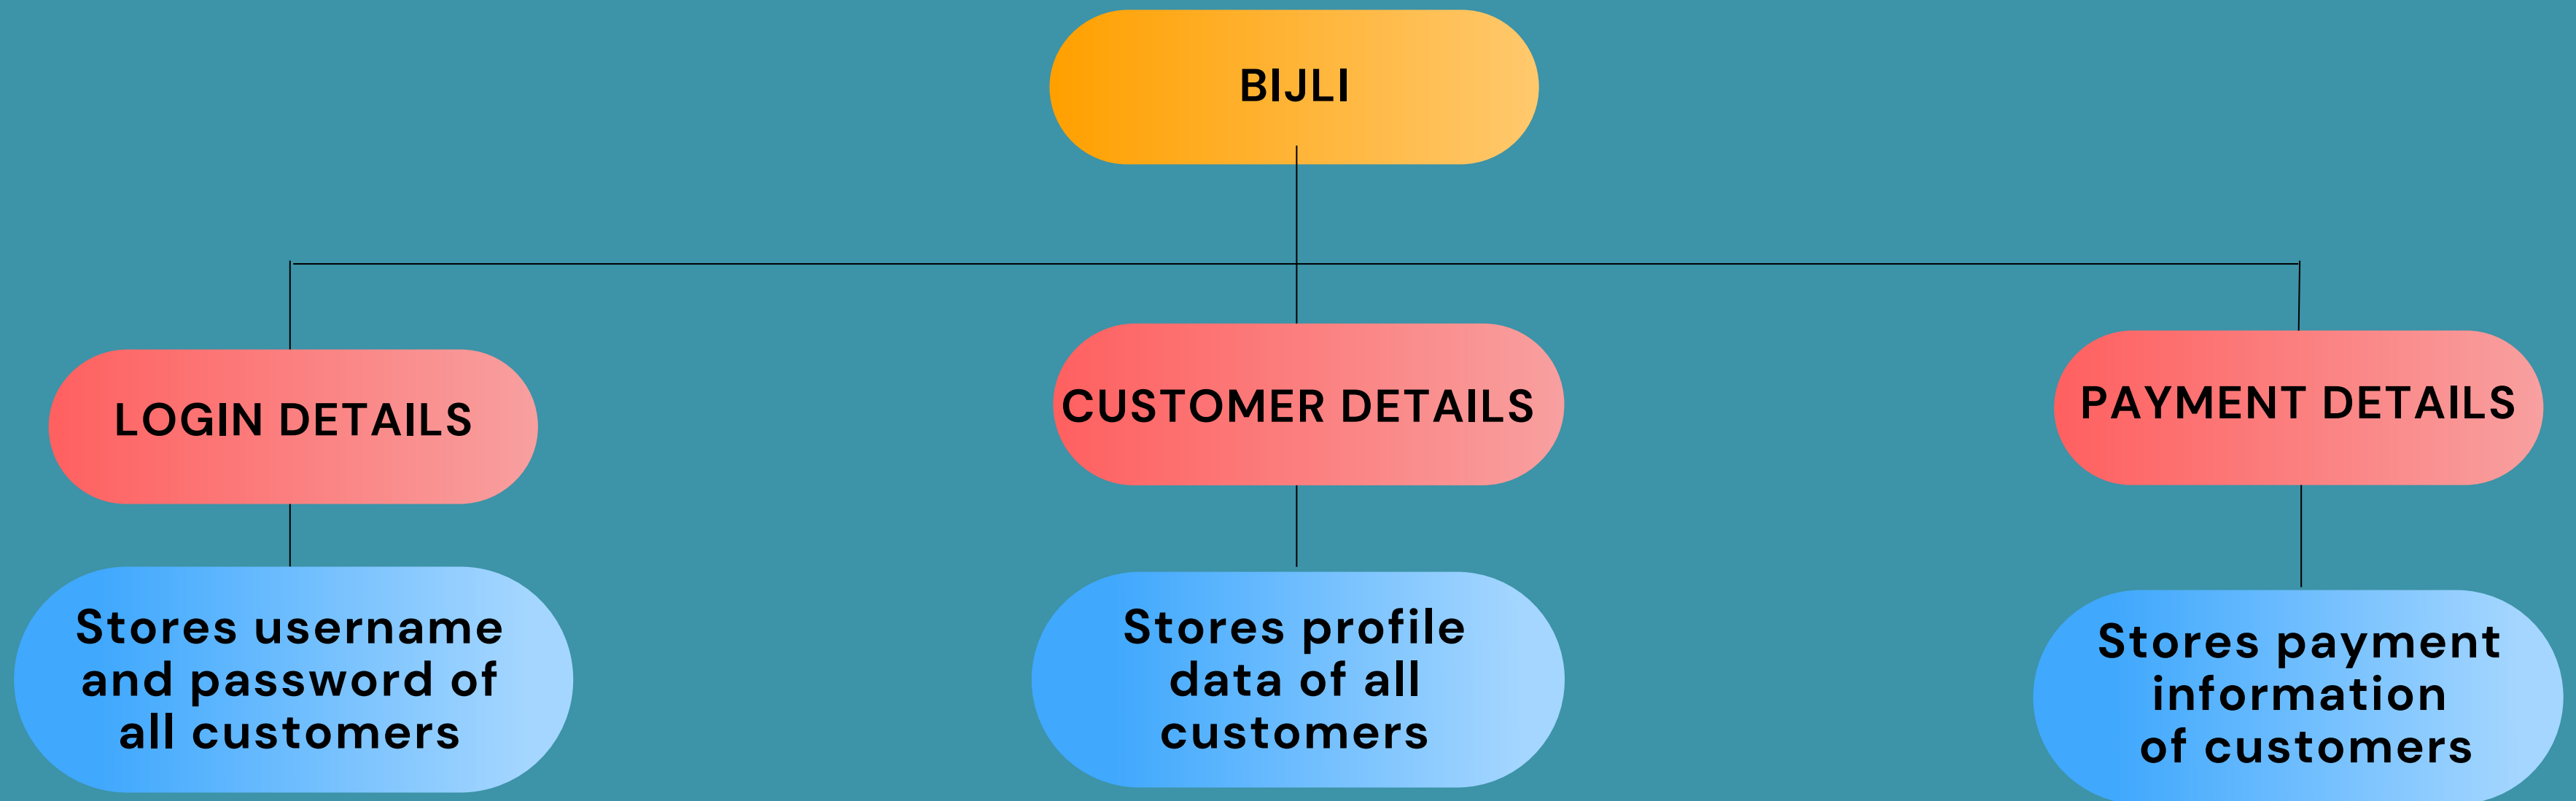 BIJLI
LOGIN DETAILS
CUSTOMER DETAILS
PAYMENT DETAILS
Stores username
and password of
all customers
Stores profile
data of all
customers
Stores payment
information
of customers